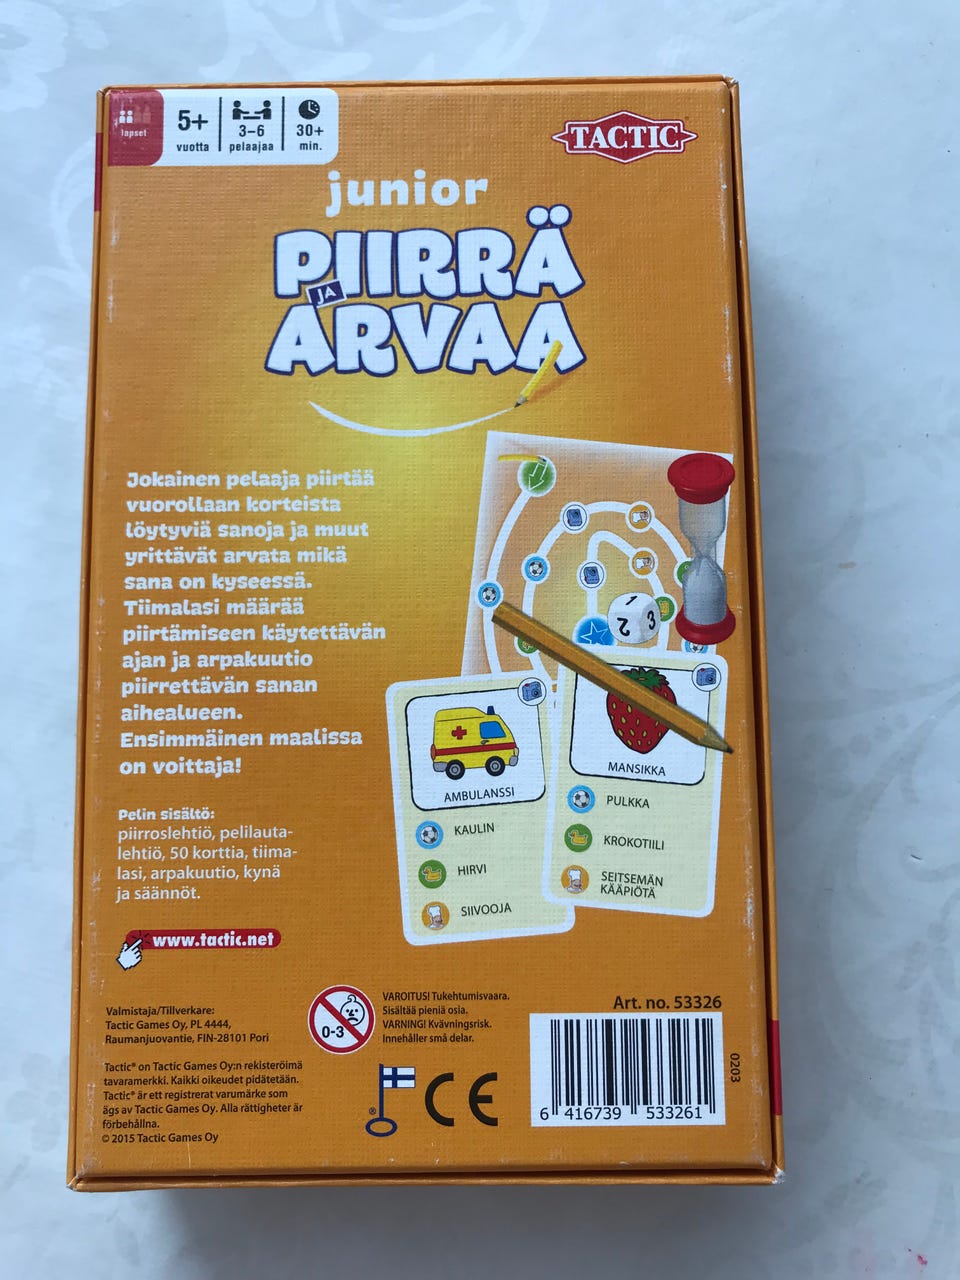 lapset
5+
vuotta
3–6
pelaajaa
30+
min.
TACTIC
junior
PIIRRÄ
JA
ARVAA
Jokainen pelaaja piirtää
vuorollaan korteista
löytyviä sanoja ja muut
yrittävät arvata mikä
sana on kyseessä.
Tiimalasi määrää
piirtämiseen käytettävän
ajan ja arpakuutio
piirrettävän sanan
aihealueen.
Ensimmäinen maalissa
on voittaja!
Pelin sisältö:
piirroslehtiö, pelilauta-
lehtiö, 50 korttia, tiima-
lasi, arpakuutio, kynä
ja säännöt.
www.tactic.net
1
2
3
AMBULANSSI
KAULIN
HIRVI
SIIVOOJA
MANSIKKA
PULKKA
KROKOTIILI
SEITSEMÄN
KÄÄPIÖTÄ
Valmistaja/Tillverkare:
Tactic Games Oy, PL 4444,
Raumanjuovantie, FIN-28101 Pori
Tactic® on Tactic Games Oy:n rekisteröimä
tavaramerkki. Kaikki oikeudet pidätetään.
Tactic® är ett registrerat varumärke som
ägs av Tactic Games Oy. Alla rättigheter är
förbehållna.
© 2015 Tactic Games Oy
0-3
VAROITUS! Tukehtumisvaara.
Sisältää pieniä osia.
VARNING! Kvävningsrisk.
Innehåller små delar.
®
CE
Art. no. 53326
6 416739 533261
0203